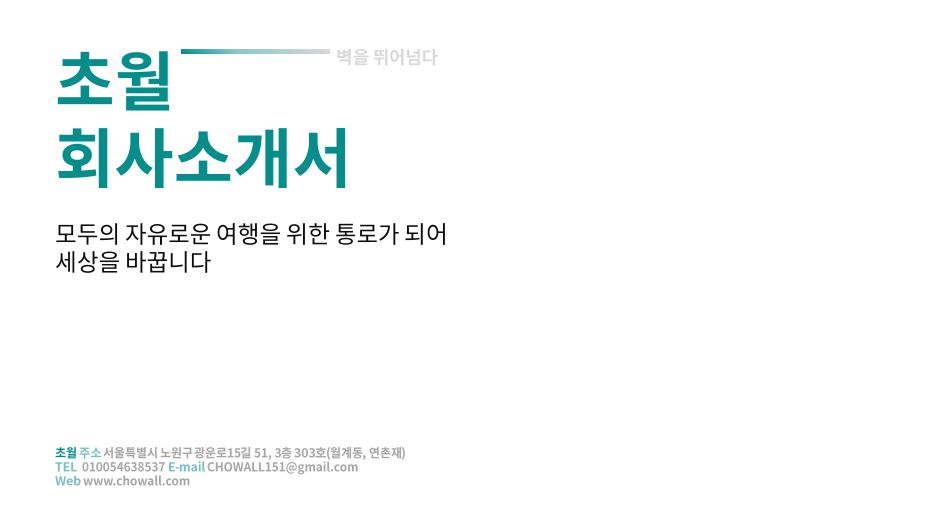 초월
벽을 뛰어넘다
회사소개서
모두의 자유로운 여행을 위한 통로가 되어
세상을 바꿉니다
초월 주소 서울특별시 노원구 광운로15길 51, 3층 303호(월계동, 연촌재)
TEL 010054638537 E-mail CHOWALL151@gmail.com
Web www.chowall.com